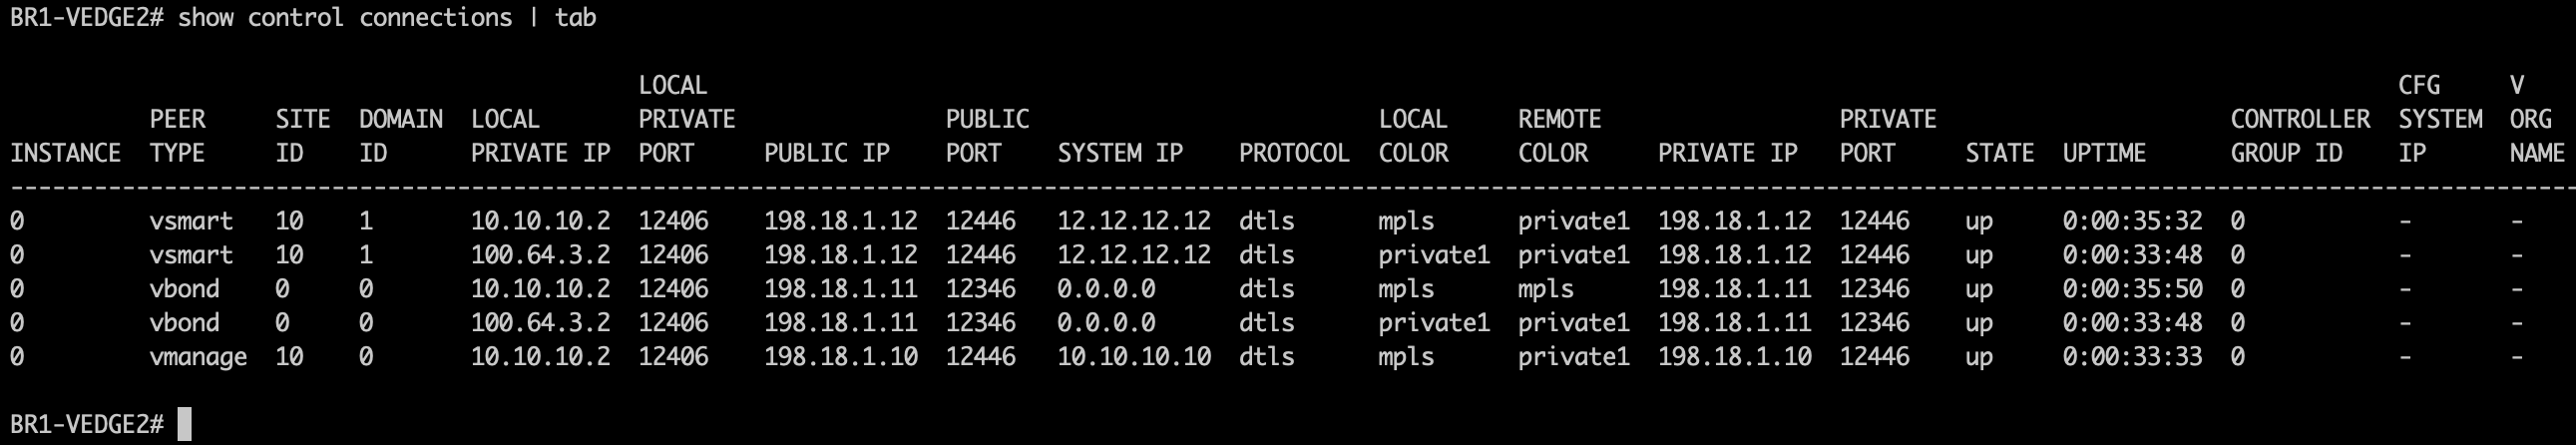 BR1-VEDGE2# show control connections | tab
LOCAL CFG V
PEER SITE DOMAIN LOCAL PRIVATE PUBLIC LOCAL REMOTE PRIVATE CONTROLLER SYSTEM ORG
INSTANCE TYPE ID ID PRIVATE IP PORT PUBLIC IP PORT SYSTEM IP PROTOCOL COLOR COLOR PRIVATE IP PORT STATE UPTIME GROUP ID IP NAME
0 vsmart 10 1 10.10.10.2 12406 198.18.1.12 12446 12.12.12.12 dtls mpls private1 198.18.1.12 12446 up 0:00:35:32 0 - -
0 vsmart 10 1 100.64.3.2 12406 198.18.1.12 12446 12.12.12.12 dtls private1 private1 198.18.1.12 12446 up 0:00:33:48 0 - -
0 vbond 0 0 10.10.10.2 12406 198.18.1.11 12346 0.0.0.0 dtls mpls mpls 198.18.1.11 12346 up 0:00:35:50 0 - -
0 vbond 0 0 100.64.3.2 12406 198.18.1.11 12346 0.0.0.0 dtls private1 private1 198.18.1.11 12346 up 0:00:33:48 0 - -
0 vmanage 10 0 10.10.10.2 12406 198.18.1.10 12446 10.10.10.10 dtls mpls private1 198.18.1.10 12446 up 0:00:33:33 0 - -
BR1-VEDGE2#